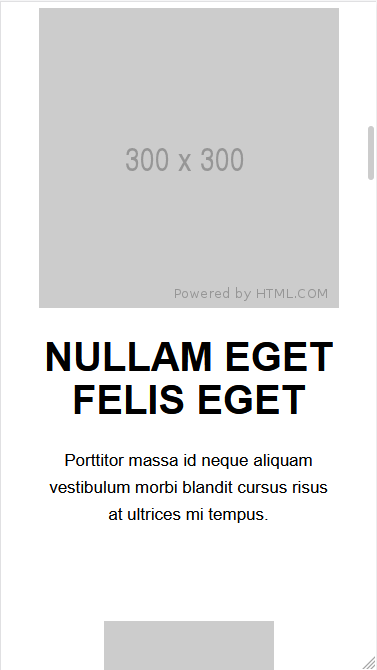 300 x 300
Powered by HTML.COM
NULLAM EGET
FELIS EGET
Porttitor massa id neque aliquam
vestibulum morbi blandit cursus risus
at ultrices mi tempus.